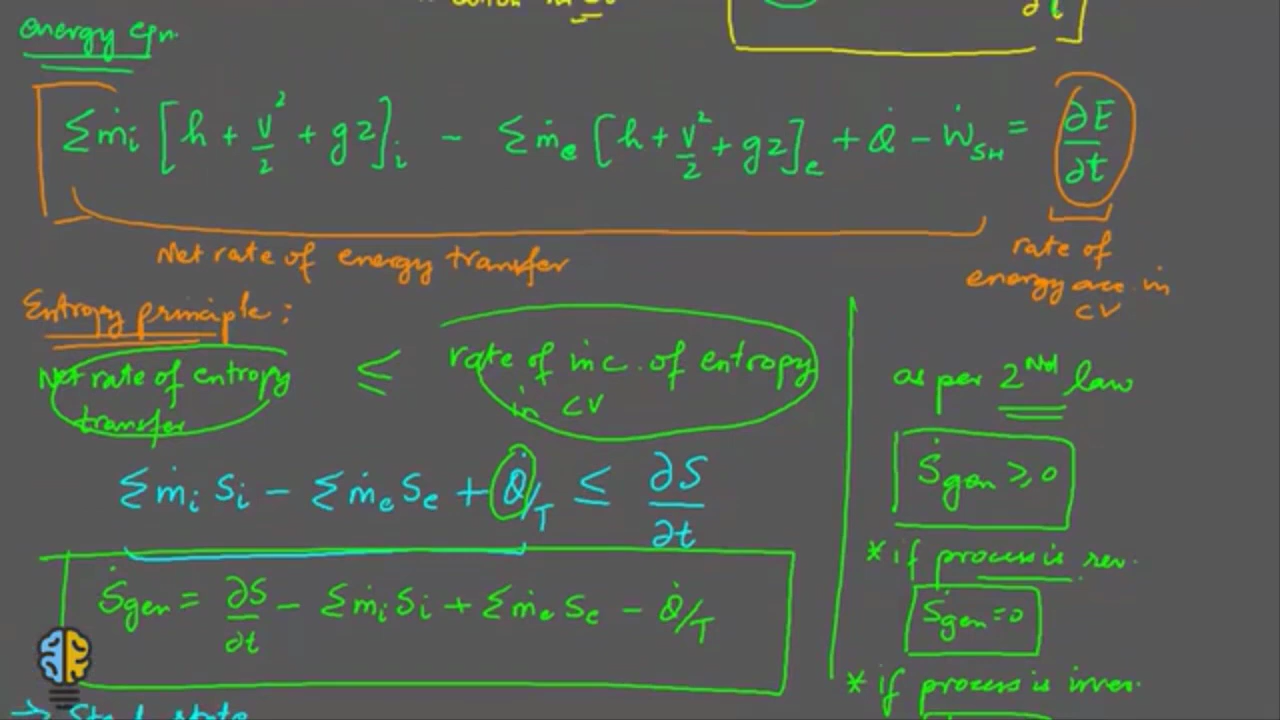 ∂t
energy eqn.
Σṁi [h + V²/2 + gz]i - Σṁe [h + V²/2 + gz]e + Q̇ - ẆSH = ∂E/∂t
Net rate of energy transfer
rate of
energy acc. in
CV
Entropy principle:
Net rate of entropy
transfer
≤
rate of inc. of entropy
in CV
Σṁi Si - Σṁe Se + Q̇/T ≤ ∂S/∂t
Ṡgen = ∂S/∂t - Σṁi Si + Σṁe Se - Q̇/T
as per 2nd law
Ṡgen ≥ 0
* if process is rev.
Ṡgen = 0
* if process is irrev.